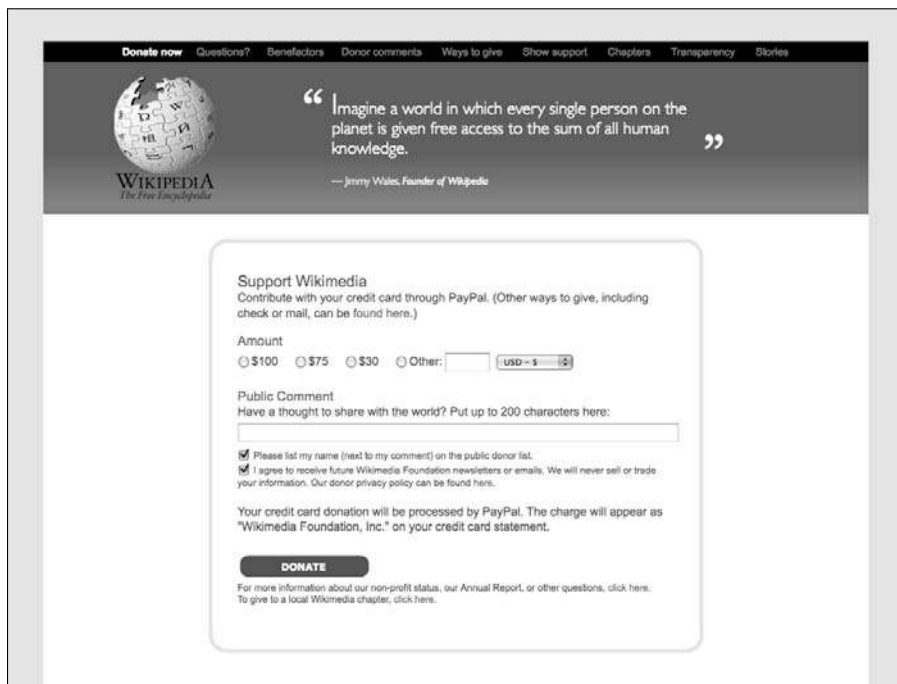 Donate now Questions? Benefactors Donor comments Ways to give Show support Chapters Transparency Stories
WIKIPEDIA
The Free Encyclopedia
“ Imagine a world in which every single person on the
planet is given free access to the sum of all human
knowledge. ”
— Jimmy Wales, Founder of Wikipedia
Support Wikimedia
Contribute with your credit card through PayPal. (Other ways to give, including
check or mail, can be found here.)
Amount
$100 $75 $30 Other: USD - $
Public Comment
Have a thought to share with the world? Put up to 200 characters here:
Please list my name (next to my comment) on the public donor list.
I agree to receive future Wikimedia Foundation newsletters or emails. We will never sell or trade
your information. Our donor privacy policy can be found here.
Your credit card donation will be processed by PayPal. The charge will appear as
"Wikimedia Foundation, Inc." on your credit card statement.
DONATE
For more information about our non-profit status, our Annual Report, or other questions, click here.
To give to a local Wikimedia chapter, click here.